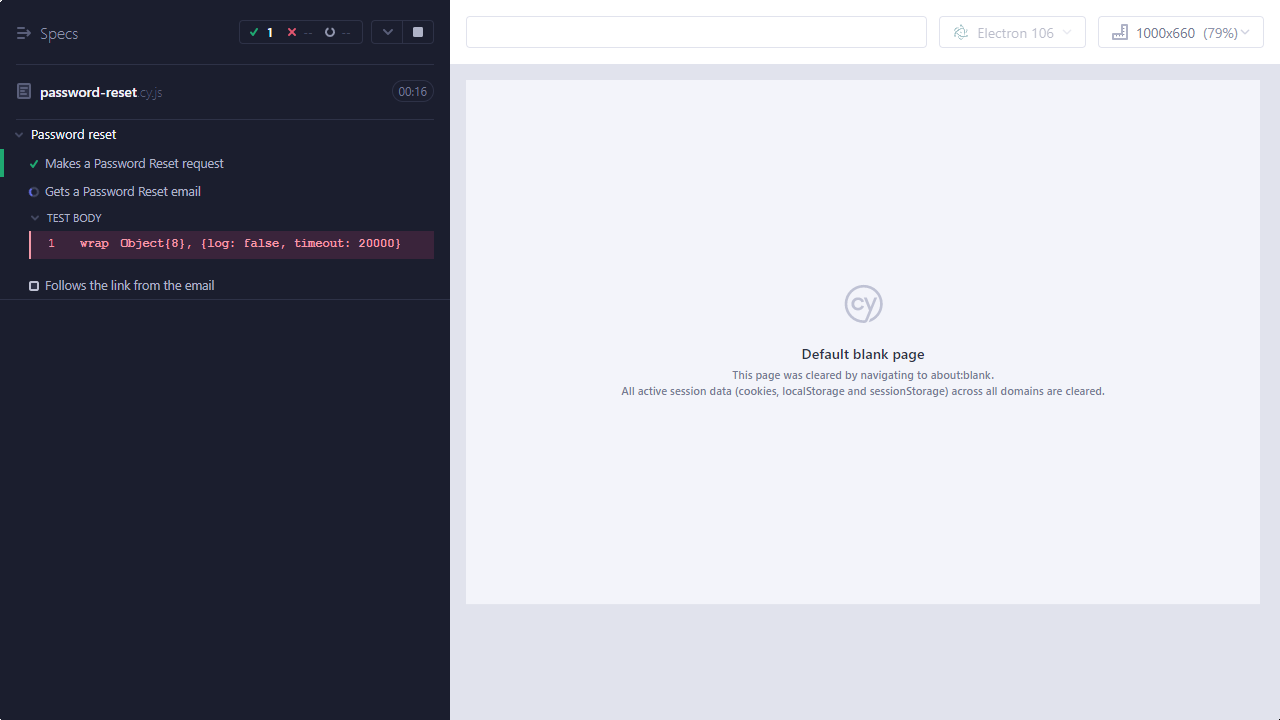 Specs
1 -- --
password-reset.cy.js
00:16
Password reset
Makes a Password Reset request
Gets a Password Reset email
TEST BODY
1 wrap Object{8}, {log: false, timeout: 20000}
Follows the link from the email
Electron 106
1000x660 (79%)
cy
Default blank page
This page was cleared by navigating to about:blank.
All active session data (cookies, localStorage and sessionStorage) across all domains are cleared.